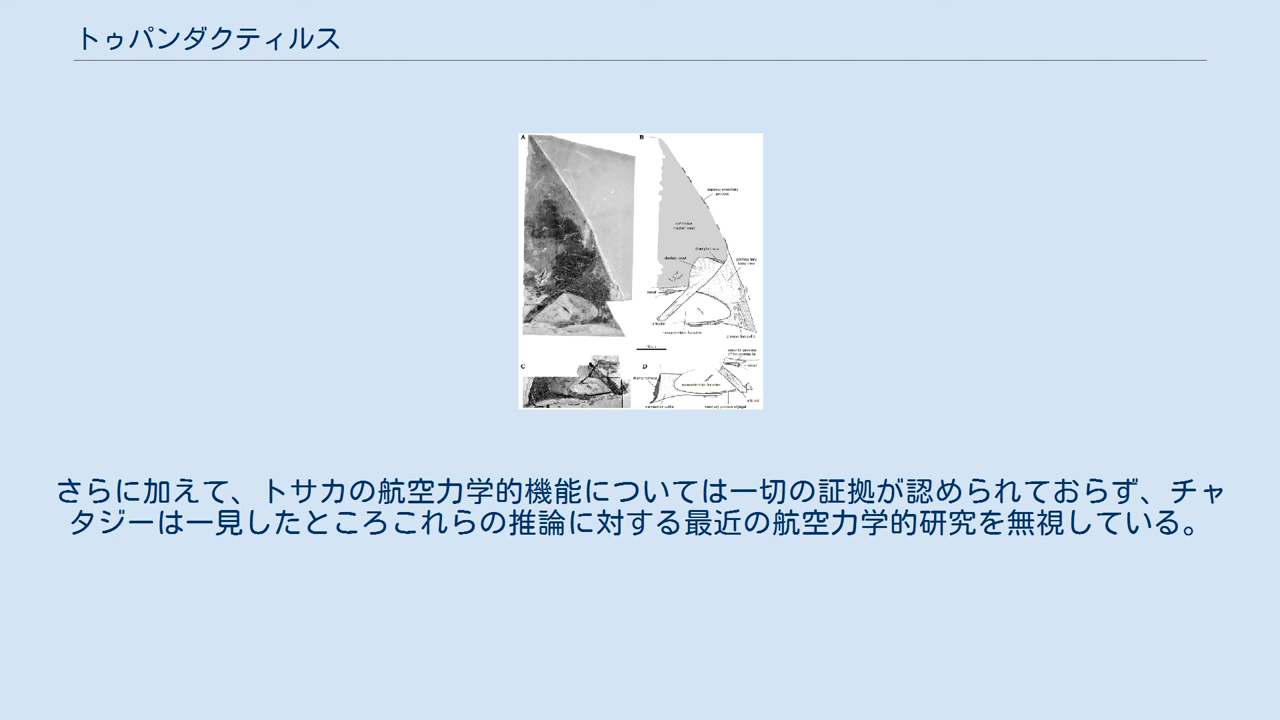 トゥパンダクティルス
A
B
C
D
さらに加えて、トサカの航空力学的機能については一切の証拠が認められておらず、チャ
タジーは一見したところこれらの推論に対する最近の航空力学的研究を無視している。